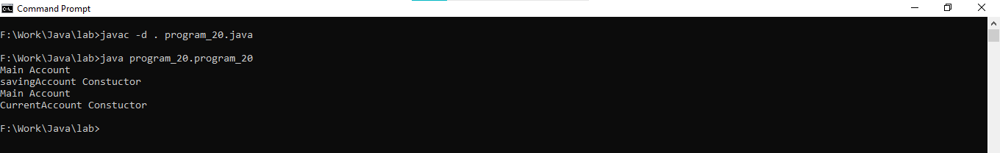 Command Prompt
F:\Work\Java\lab>javac -d . program_20.java
F:\Work\Java\lab>java program_20.program_20
Main Account
savingAccount Constuctor
Main Account
CurrentAccount Constuctor
F:\Work\Java\lab>